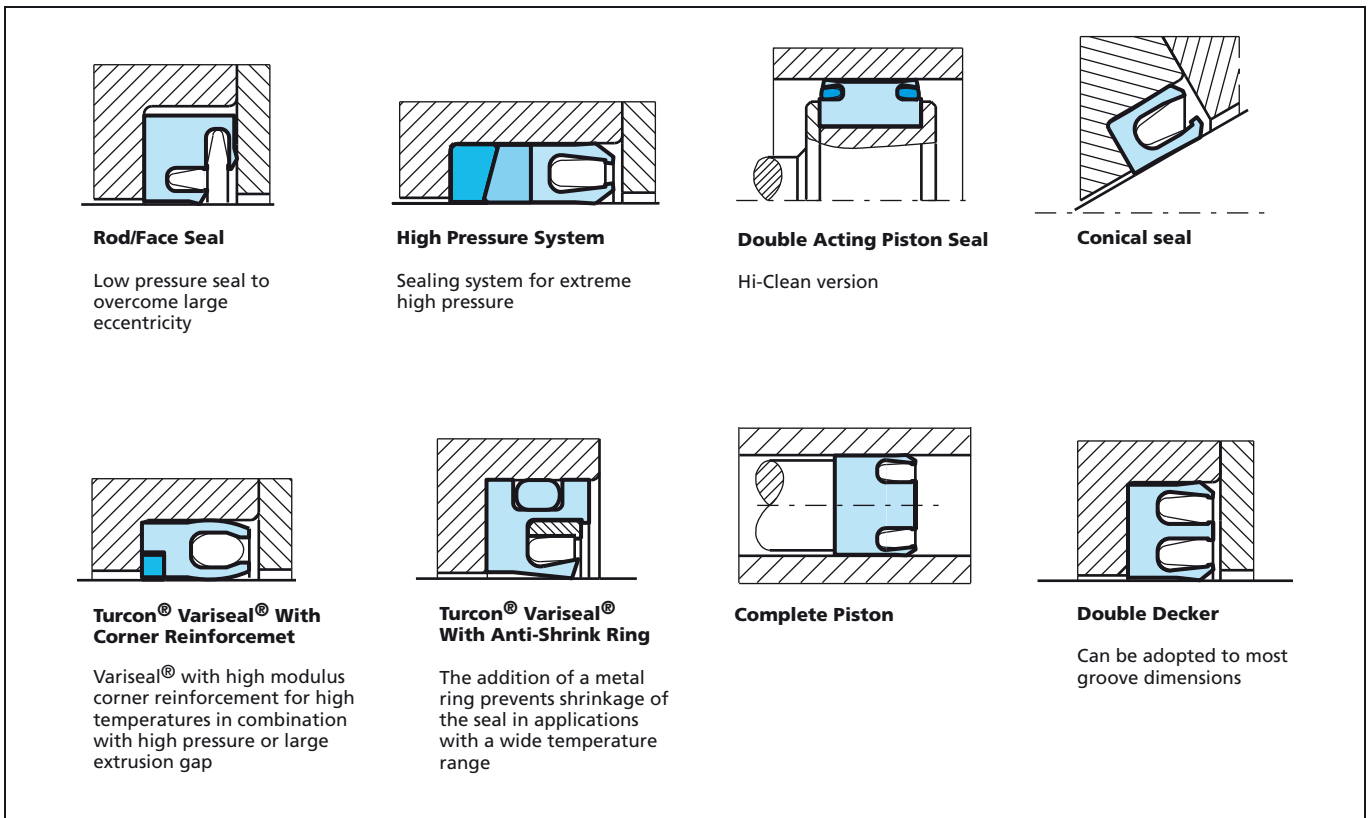 Rod/Face Seal
Low pressure seal to
overcome large
eccentricity
High Pressure System
Sealing system for extreme
high pressure
Double Acting Piston Seal
Hi-Clean version
Conical seal
Turcon® Variseal® With
Corner Reinforcemet
Variseal® with high modulus
corner reinforcement for high
temperatures in combination
with high pressure or large
extrusion gap
Turcon® Variseal®
With Anti-Shrink Ring
The addition of a metal
ring prevents shrinkage of
the seal in applications
with a wide temperature
range
Complete Piston
Double Decker
Can be adopted to most
groove dimensions